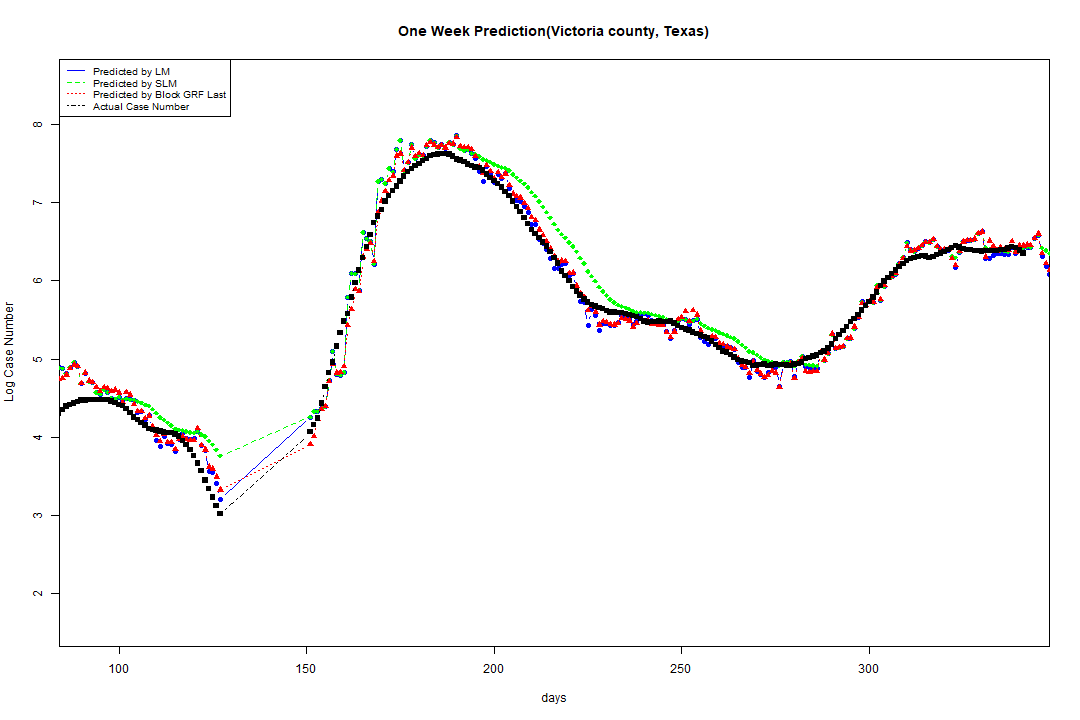 One Week Prediction(Victoria county, Texas)
Predicted by LM
Predicted by SLM
Predicted by Block GRF Last
Actual Case Number
8
7
6
5
4
3
2
Log Case Number
100 150 200 250 300
days